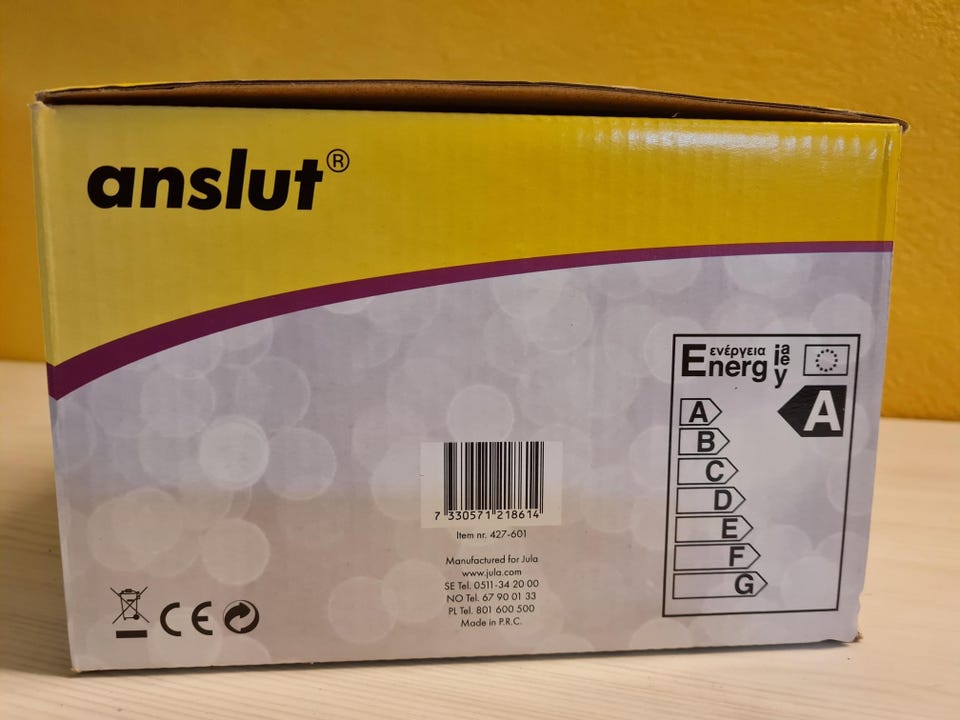 anslut®
Energ
ενέργεια
ia
ie
y
A
A
B
C
D
E
F
G
7 330571 218614
Item nr. 427-601
Manufactured for Jula
www.jula.com
SE Tel. 0511-34 20 00
NO Tel. 67 90 01 33
PL Tel. 801 600 500
Made in P.R.C.
CE